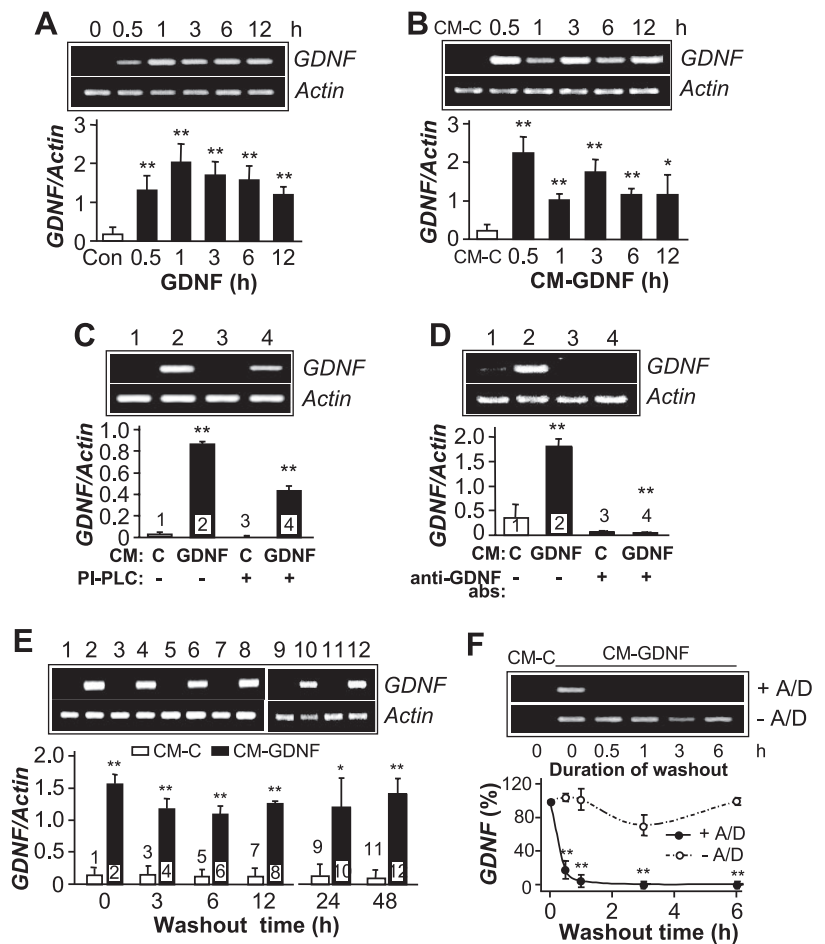 A
0 0.5 1 3 6 12 h
GDNF
Actin
GDNF/Actin
3
2
1
0
** ** ** ** **
Con 0.5 1 3 6 12
GDNF (h)
B
CM-C 0.5 1 3 6 12 h
GDNF
Actin
GDNF/Actin
3
2
1
0
** ** ** ** *
CM-C 0.5 1 3 6 12
CM-GDNF (h)
C
1 2 3 4
GDNF
Actin
GDNF/Actin
1.0
0.8
0.6
0.4
0.2
0
** **
1 2 3 4
CM: C GDNF C GDNF
PI-PLC: - - + +
D
1 2 3 4
GDNF
Actin
GDNF/Actin
2.0
1.5
1.0
0.5
0.0
** **
1 2 3 4
CM: C GDNF C GDNF
anti-GDNF - - + +
abs:
E
1 2 3 4 5 6 7 8 9 10 11 12
GDNF
Actin
CM-C CM-GDNF
GDNF/Actin
2.0
1.5
1.0
0.5
0.0
** ** ** ** * **
1 2 3 4 5 6 7 8 9 10 11 12
0 3 6 12 24 48
Washout time (h)
F
CM-C CM-GDNF
+ A/D
- A/D
0 0 0.5 1 3 6 h
Duration of washout
GDNF (%)
120
80
40
0
** ** ** **
+ A/D
- A/D
0 2 4 6
Washout time (h)